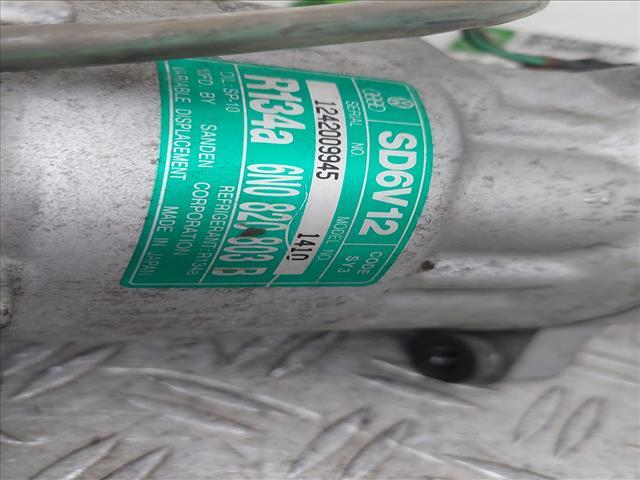 SD6V12 CODE SY3
SERIAL NO. MODEL NO.
1242009945 1410
R134a 6N0 820 803 B
OIL:SP-10 REFRIGERANT:R134a
MFD. BY SANDEN CORPORATION
VARIABLE DISPLACEMENT MADE IN JAPAN